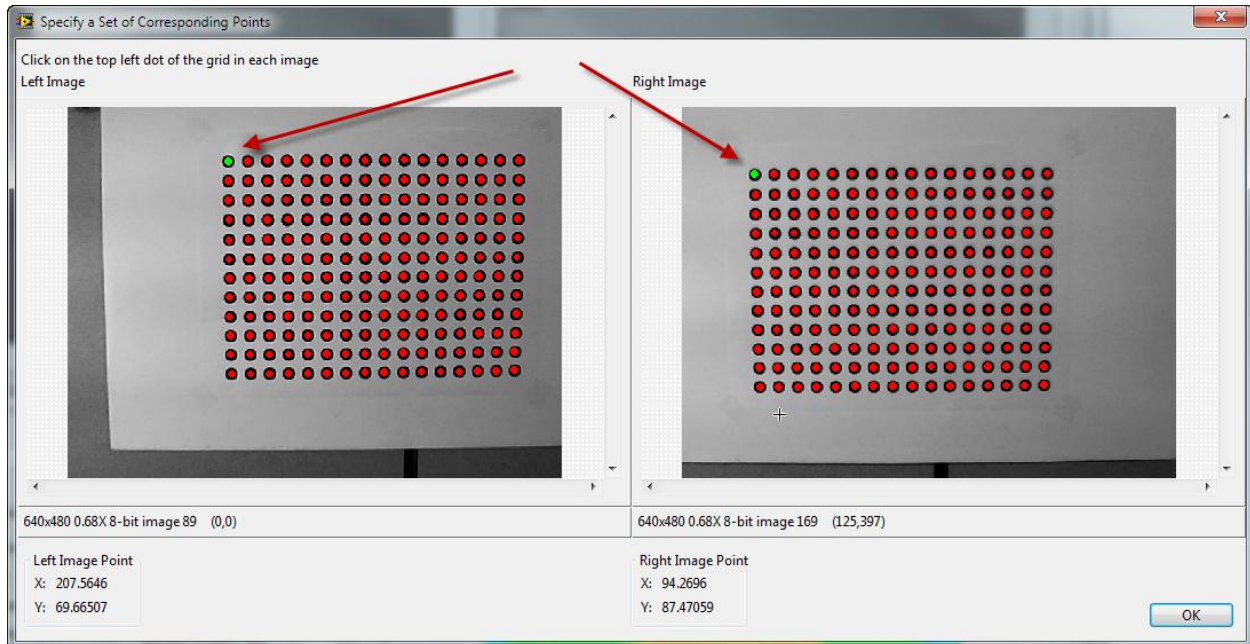 Specify a Set of Corresponding Points
Click on the top left dot of the grid in each image
Left Image
Right Image
640x480 0.68X 8-bit image 89 (0,0)
640x480 0.68X 8-bit image 169 (125,397)
Left Image Point
X: 207.5646
Y: 69.66507
Right Image Point
X: 94.2696
Y: 87.47059
OK